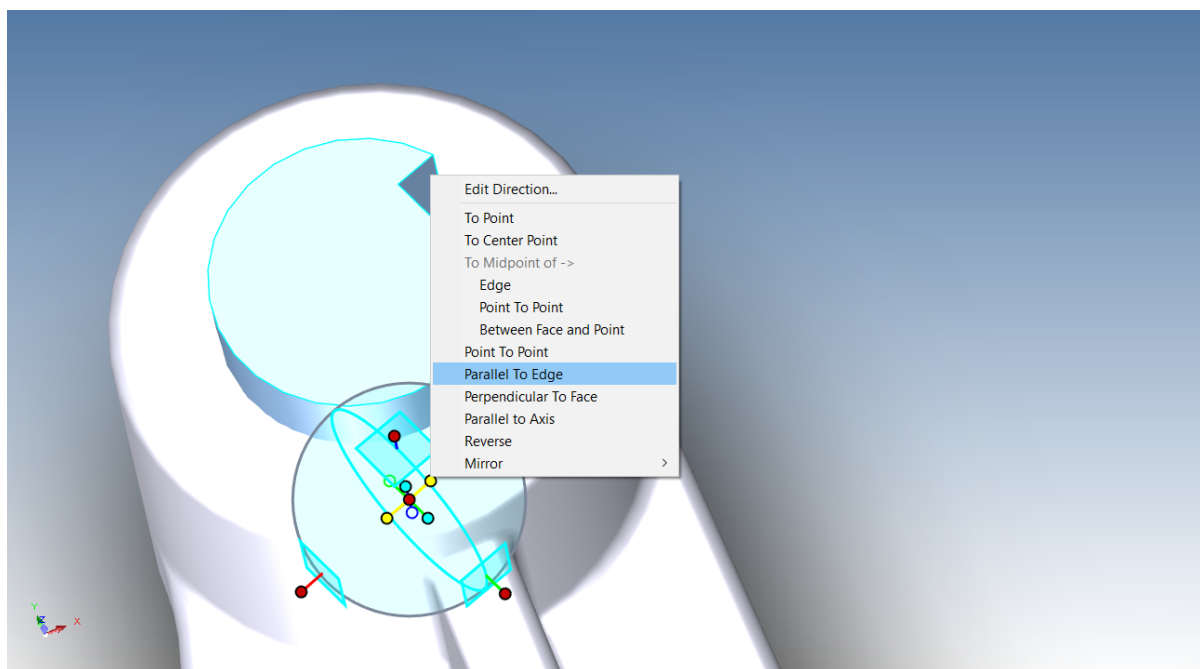 Edit Direction...
To Point
To Center Point
To Midpoint of ->
Edge
Point To Point
Between Face and Point
Point To Point
Parallel To Edge
Perpendicular To Face
Parallel to Axis
Reverse
Mirror >
Y
Z
X